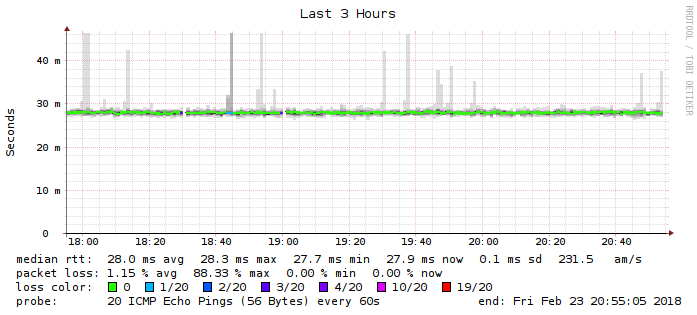 Last 3 Hours
RRDTOOL / TOBI OETIKER
Seconds
40 m
30 m
20 m
10 m
0
18:00 18:20 18:40 19:00 19:20 19:40 20:00 20:20 20:40
median rtt: 28.0 ms avg 28.3 ms max 27.7 ms min 27.9 ms now 0.1 ms sd 231.5 am/s
packet loss: 1.15 % avg 88.33 % max 0.00 % min 0.00 % now
loss color: 0 1/20 2/20 3/20 4/20 10/20 19/20
probe: 20 ICMP Echo Pings (56 Bytes) every 60s end: Fri Feb 23 20:55:05 2018